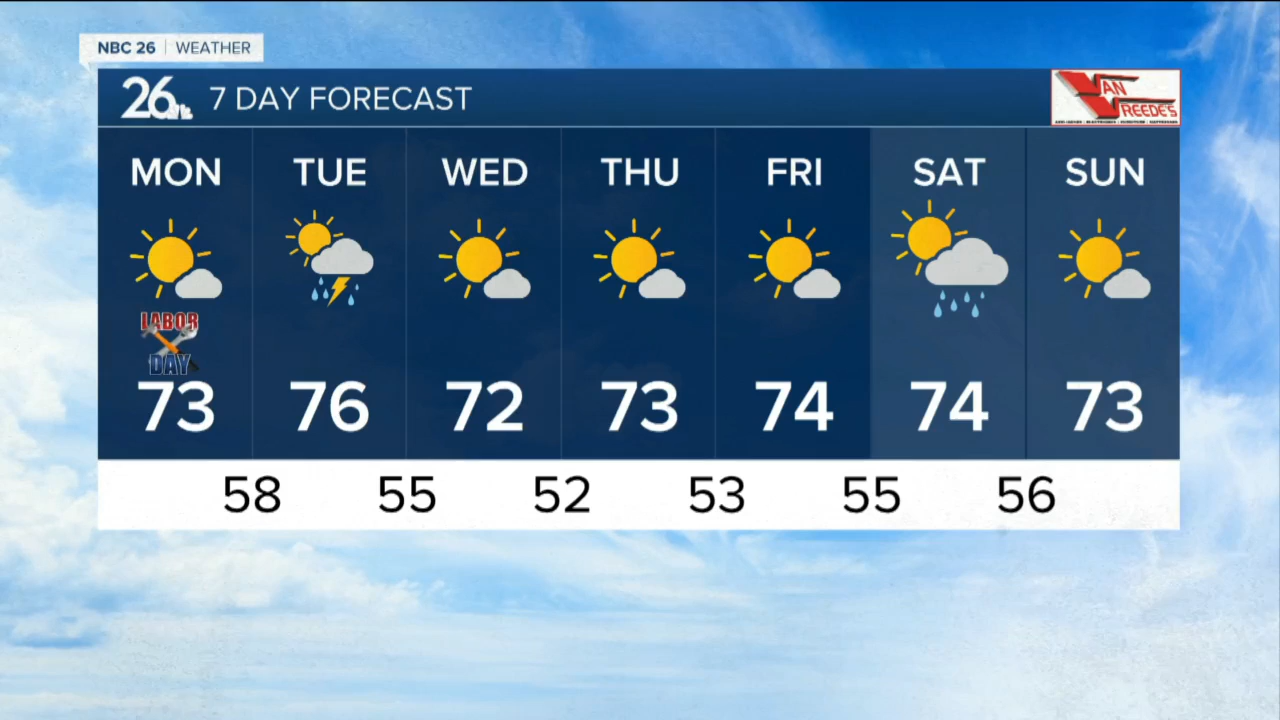 NBC 26 | WEATHER
26 7 DAY FORECAST
VAN
VREEDE'S
MON TUE WED THU FRI SAT SUN
LABOR
DAY
73 76 72 73 74 74 73
58 55 52 53 55 56